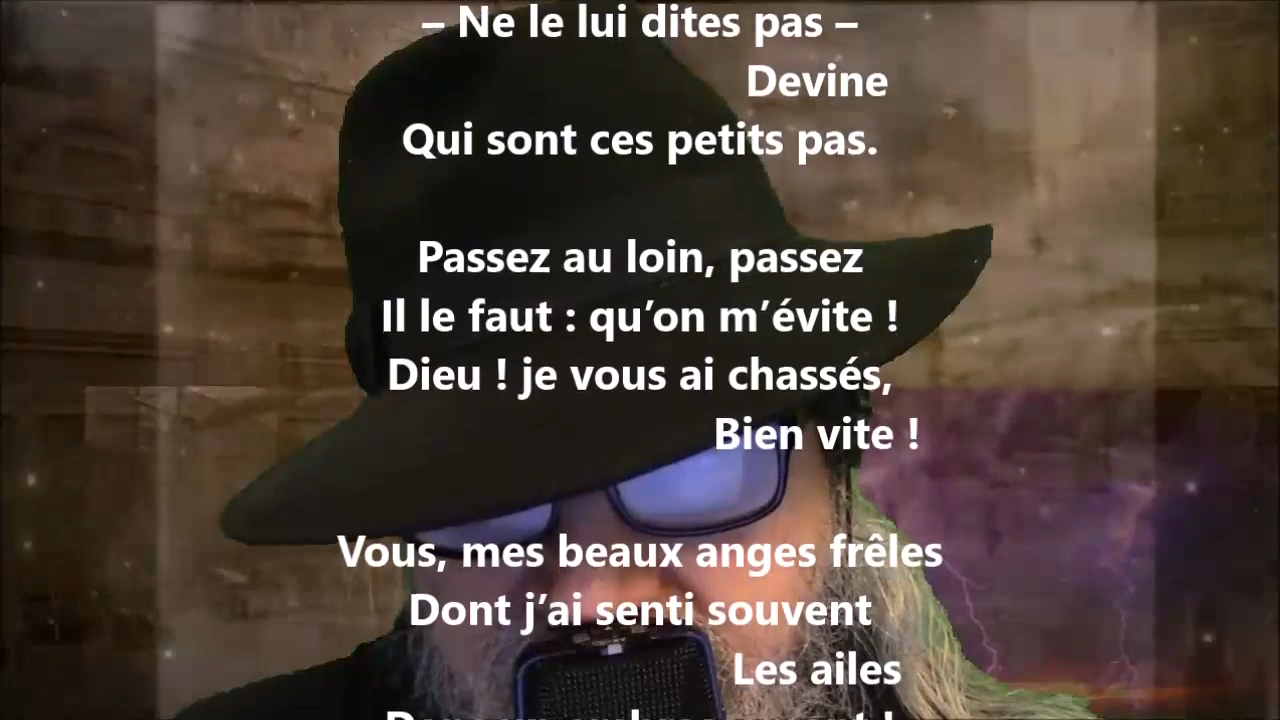 – Ne le lui dites pas –
Devine
Qui sont ces petits pas.
Passez au loin, passez
Il le faut : qu’on m’évite !
Dieu ! je vous ai chassés,
Bien vite !
Vous, mes beaux anges frêles
Dont j’ai senti souvent
Les ailes